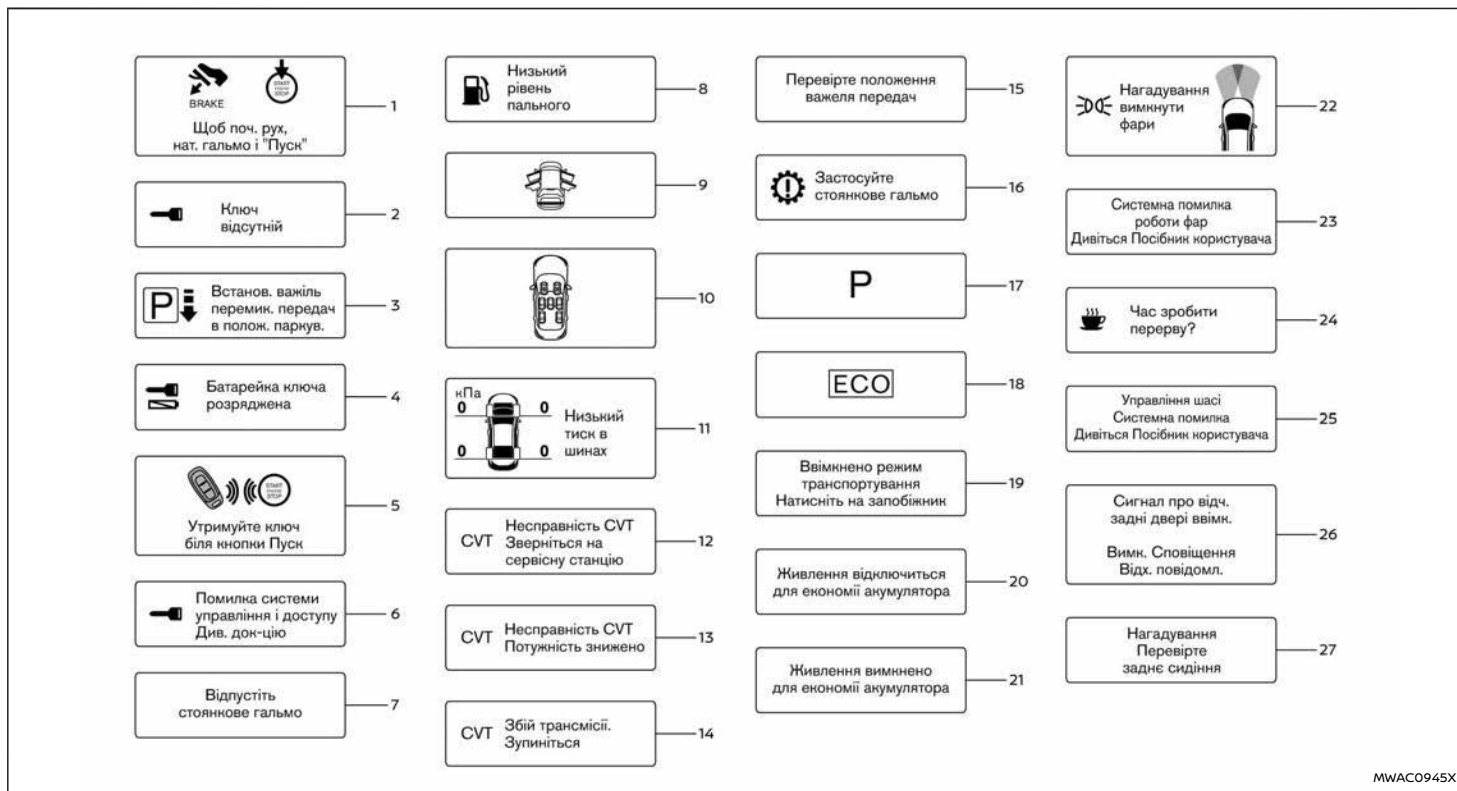 BRAKE
START
STOP
Щоб поч. рух,
нат. гальмо і "Пуск"
1
Ключ
відсутній
2
P
Встанов. важіль
перемик. передач
в полож. паркув.
3
Батарейка ключа
розряджена
4
START
STOP
Утримуйте ключ
біля кнопки Пуск
5
Помилка системи
управління і доступу
Див. док-цію
6
Відпустіть
стоянкове гальмо
7
Низький
рівень
пального
8
9
10
кПа
0 0
0 0
Низький
тиск в
шинах
11
CVT
Несправність CVT
Зверніться на
сервісну станцію
12
CVT
Несправність CVT
Потужність знижено
13
CVT
Збій трансмісії.
Зупиніться
14
Перевірте положення
важеля передач
15
Застосуйте
стоянкове гальмо
16
P
17
ECO
18
Ввімкнено режим
транспортування
Натисніть на запобіжник
19
Живлення відключиться
для економії акумулятора
20
Живлення вимкнено
для економії акумулятора
21
Нагадування
вимкнути
фари
22
Системна помилка
роботи фар
Дивіться Посібник користувача
23
Час зробити
перерву?
24
Управління шасі
Системна помилка
Дивіться Посібник користувача
25
Сигнал про відч.
задні двері ввімк.
Вимк. Сповіщення
Відх. повідомл.
26
Нагадування
Перевірте
заднє сидіння
27
MWAC0945X